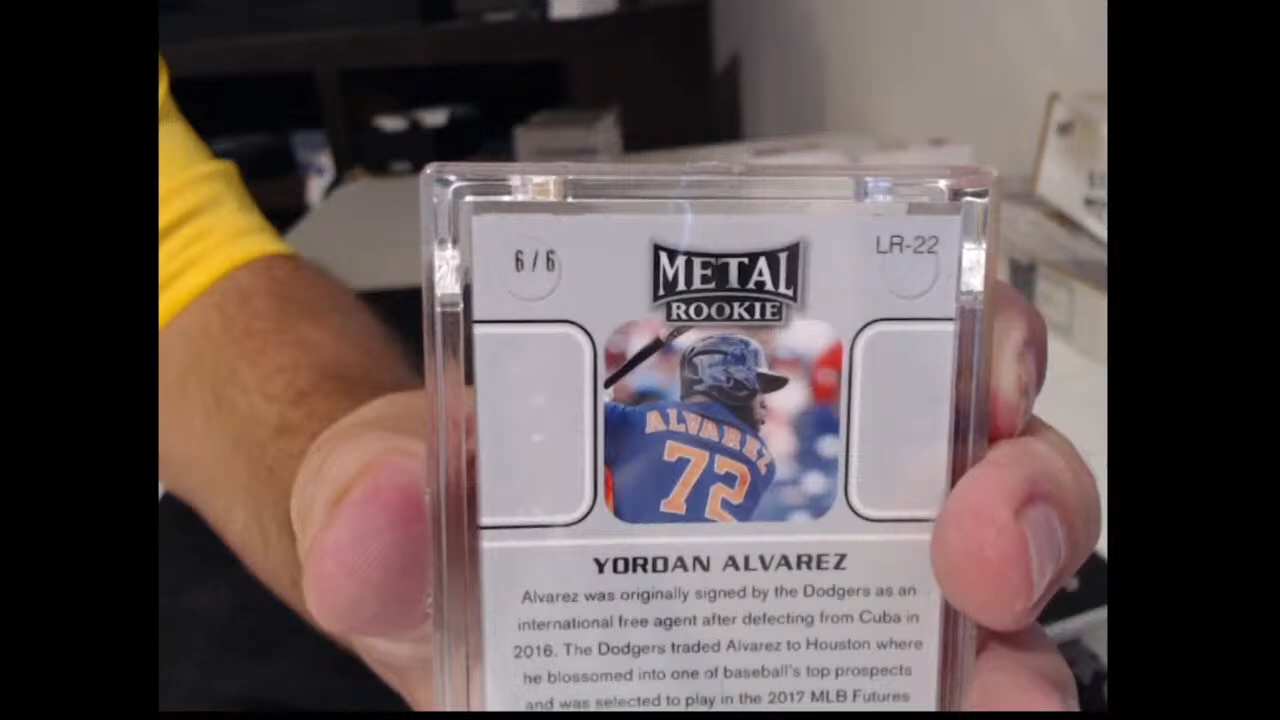 6/6
LR-22
METAL
ROOKIE
ALVAREZ
72
YORDAN ALVAREZ
Alvarez was originally signed by the Dodgers as an
international free agent after defecting from Cuba in
2016. The Dodgers traded Alvarez to Houston where
he blossomed into one of baseball's top prospects
and was selected to play in the 2017 MLB Futures